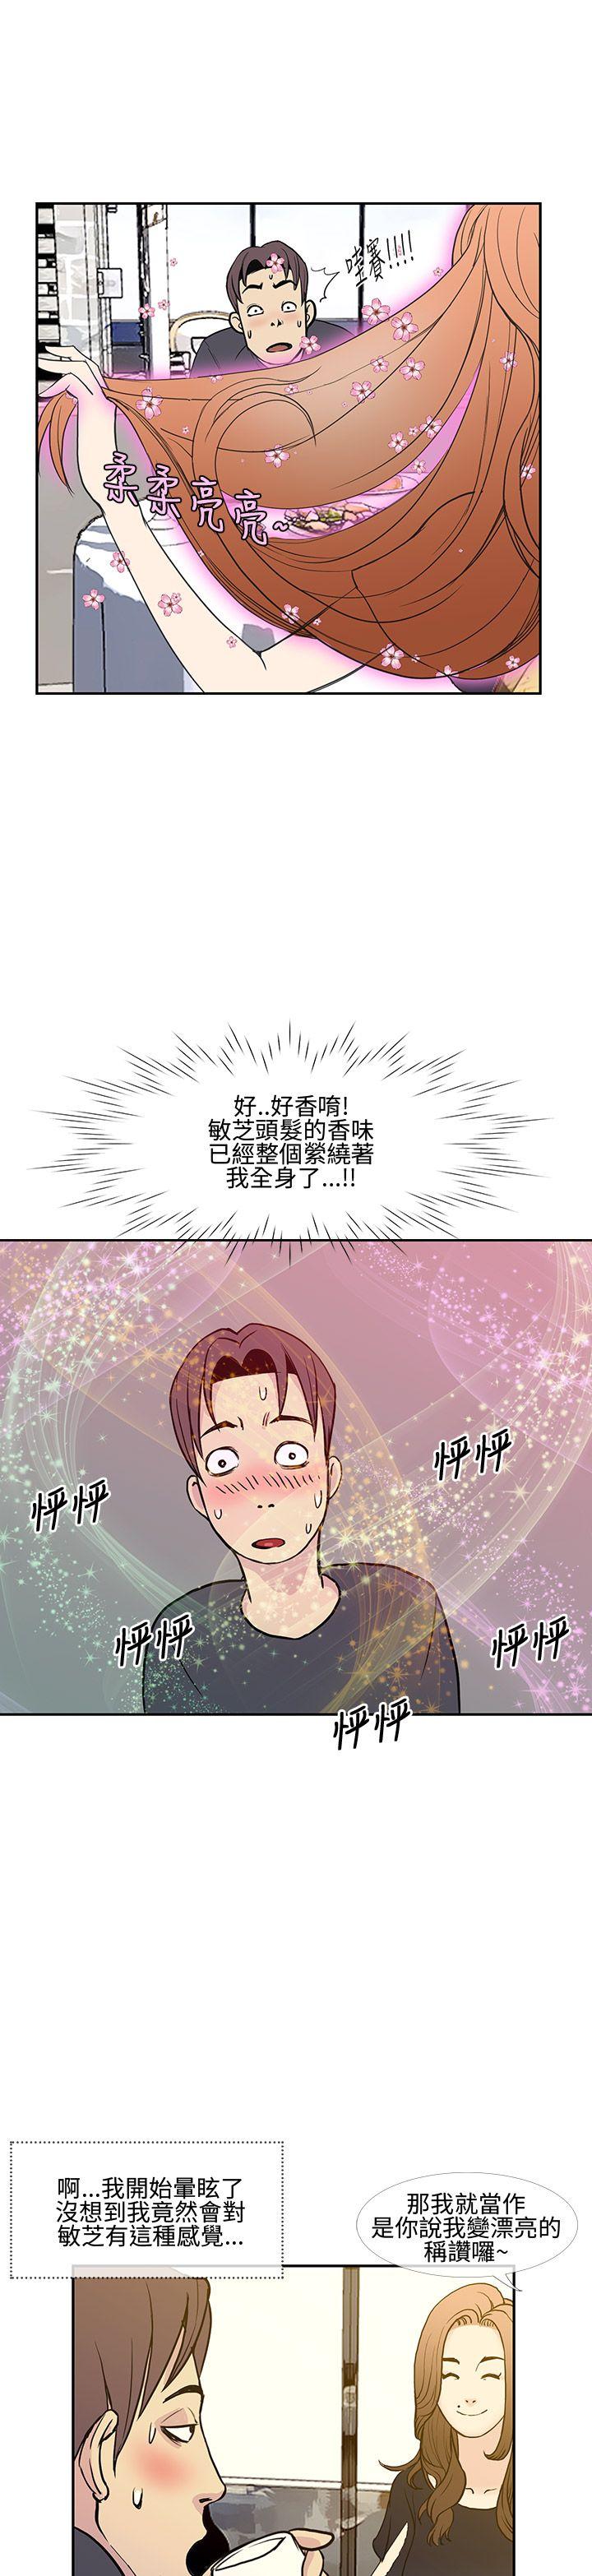 哇賽!!!!
柔柔亮亮~
好..好香唷!
敏芝頭髮的香味
已經整個縈繞著
我全身了...!!
怦怦
怦怦
怦怦
怦怦
怦怦
啊...我開始暈眩了
沒想到我竟然會對
敏芝有這種感覺...
那我就當作
是你說我變漂亮的
稱讚囉~